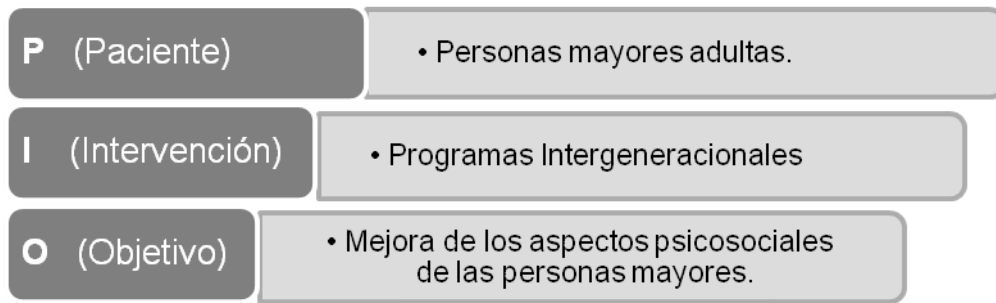 P (Paciente)
• Personas mayores adultas.
I (Intervención)
• Programas Intergeneracionales
O (Objetivo)
• Mejora de los aspectos psicosociales
de las personas mayores.